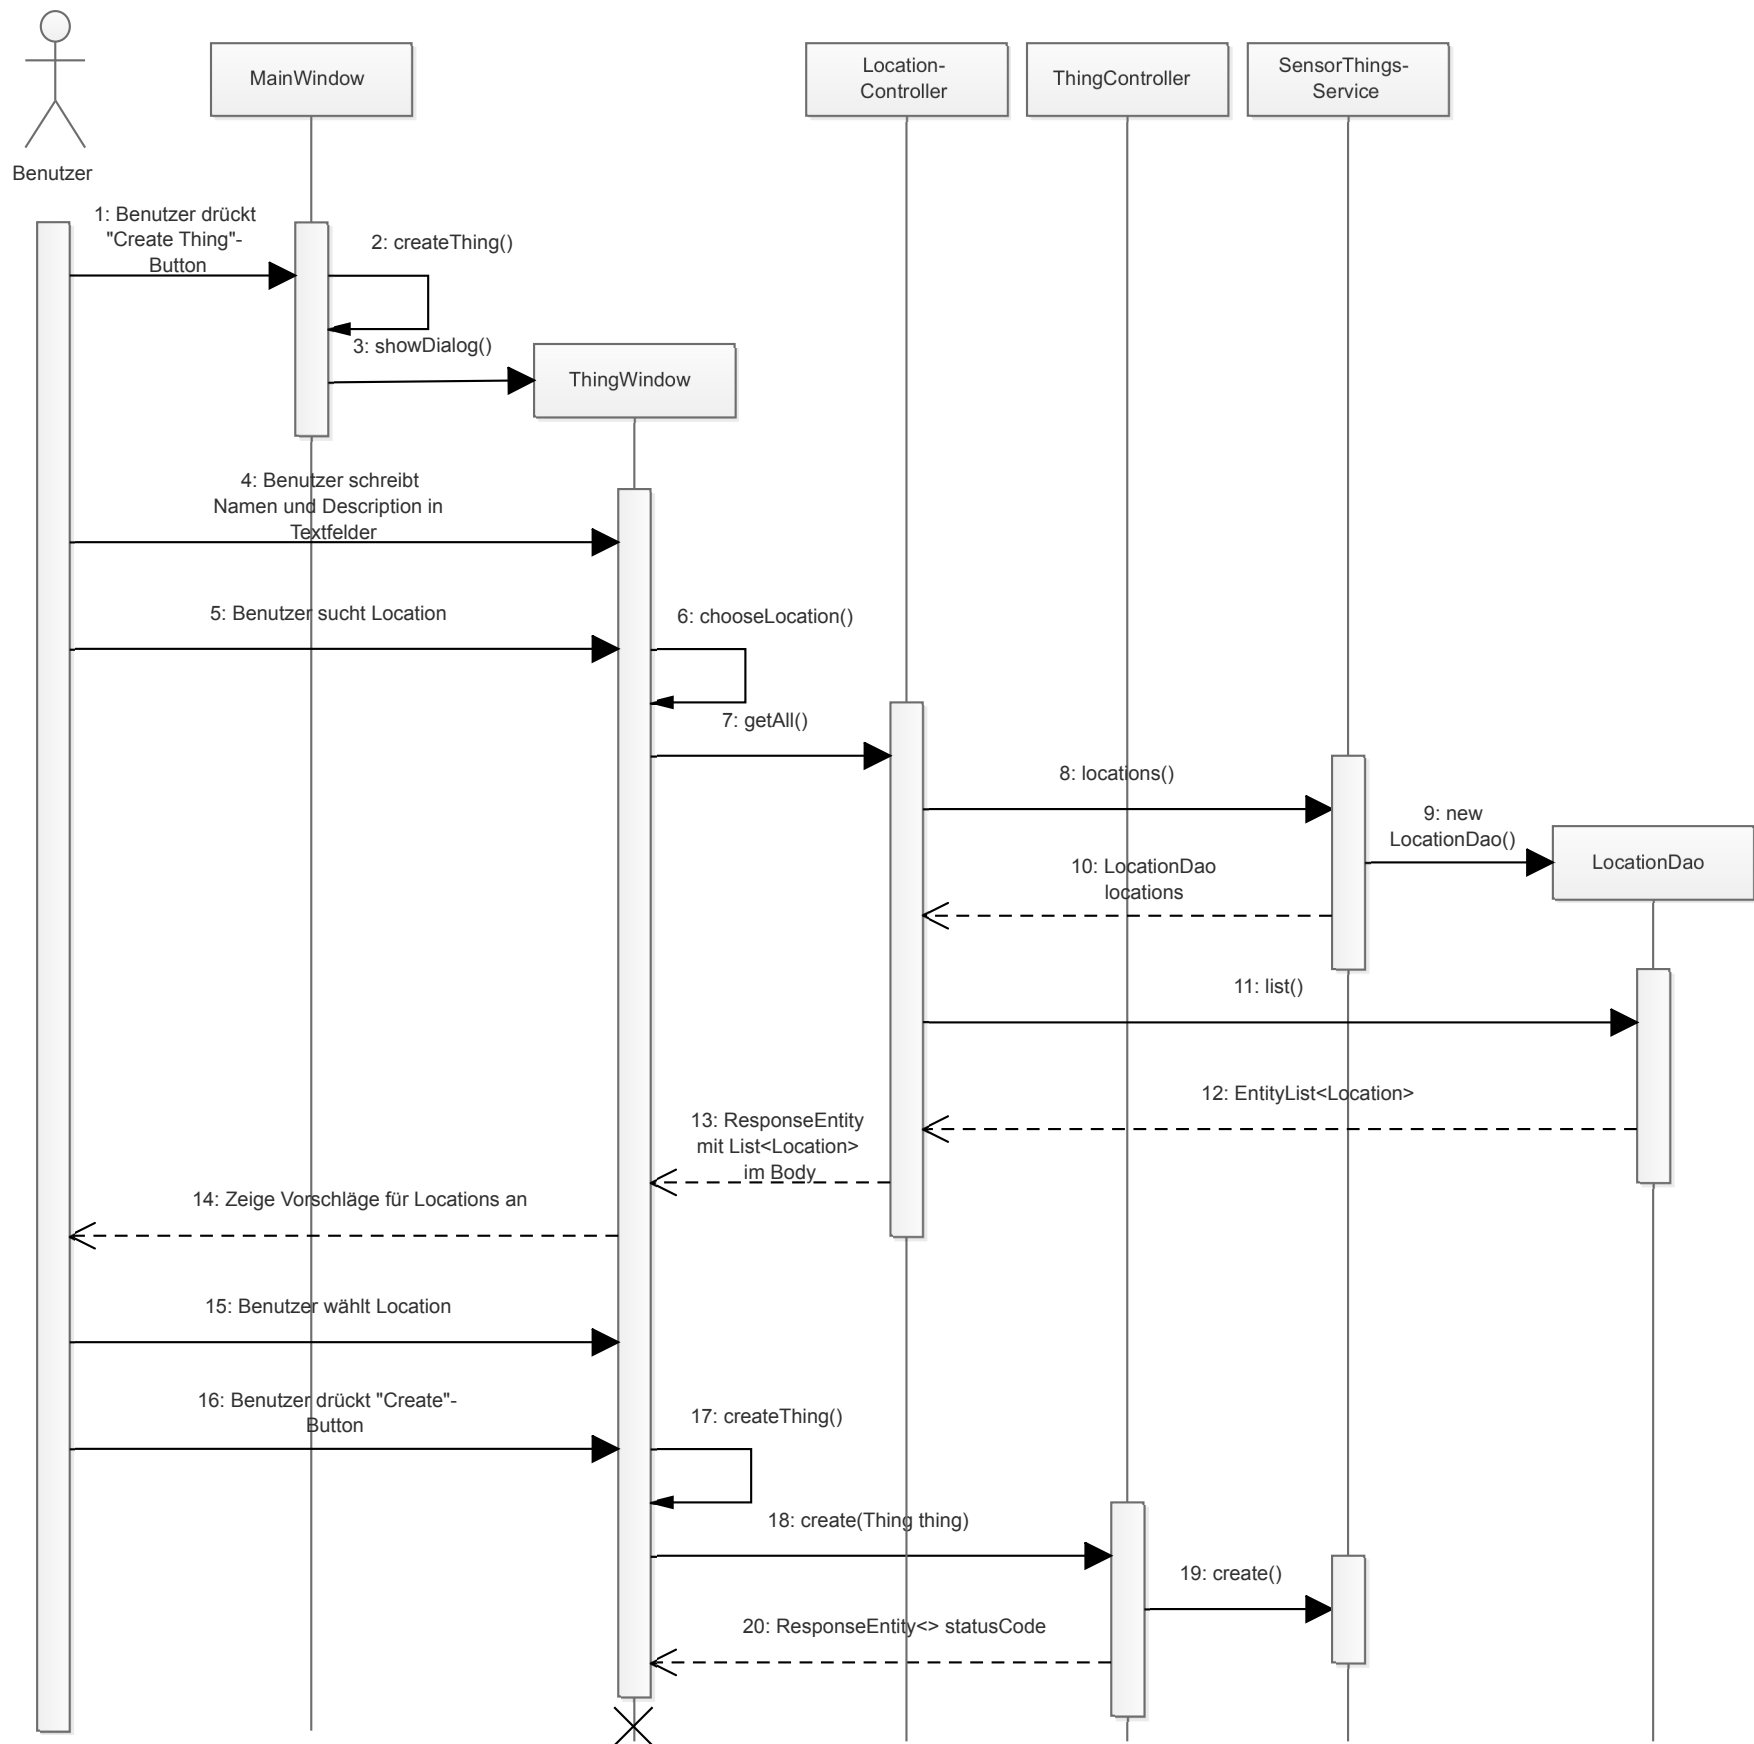 Benutzer
MainWindow
Location-
Controller
ThingController
SensorThings-
Service
1: Benutzer drückt
"Create Thing"-
Button
2: createThing()
3: showDialog()
ThingWindow
4: Benutzer schreibt
Namen und Description in
Textfelder
5: Benutzer sucht Location
6: chooseLocation()
7: getAll()
8: locations()
9: new
LocationDao()
LocationDao
10: LocationDao
locations
11: list()
12: EntityList<Location>
13: ResponseEntity
mit List<Location>
im Body
14: Zeige Vorschläge für Locations an
15: Benutzer wählt Location
16: Benutzer drückt "Create"-
Button
17: createThing()
18: create(Thing thing)
19: create()
20: ResponseEntity<> statusCode